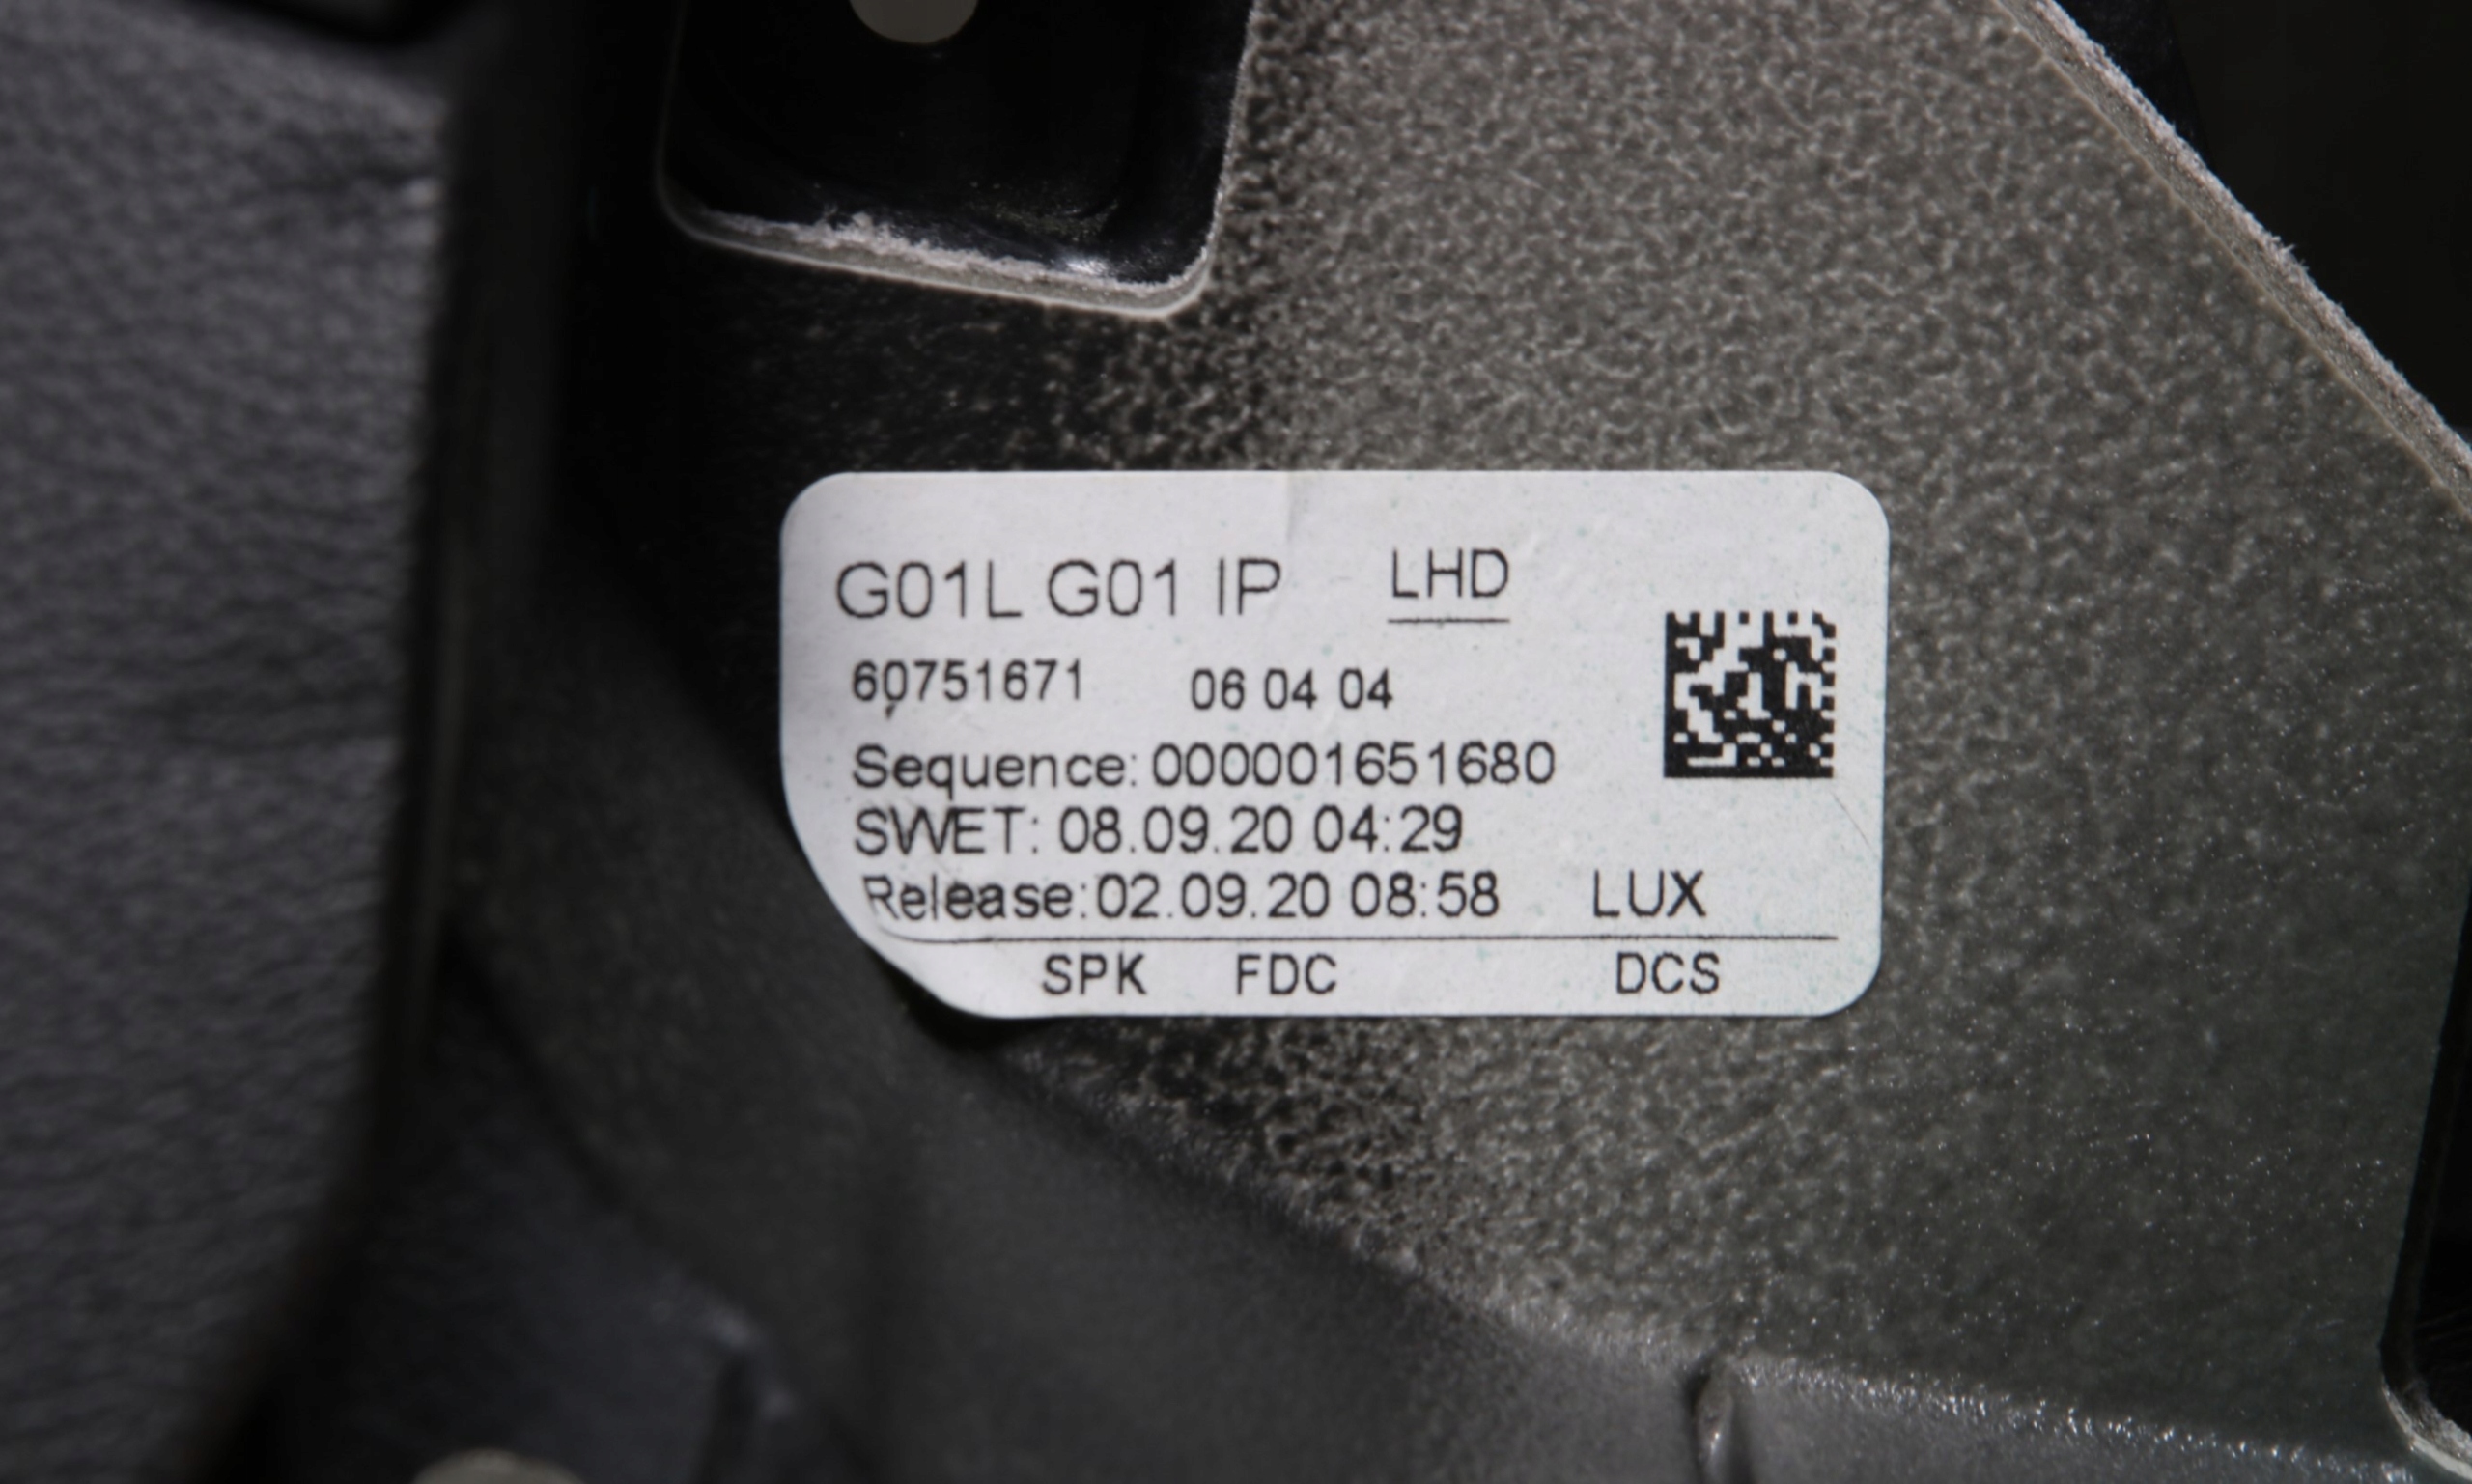 G01L G01 IP LHD
60751671 06 04 04
Sequence: 000001651680
SWET: 08.09.20 04:29
Release: 02.09.20 08:58 LUX
SPK FDC DCS